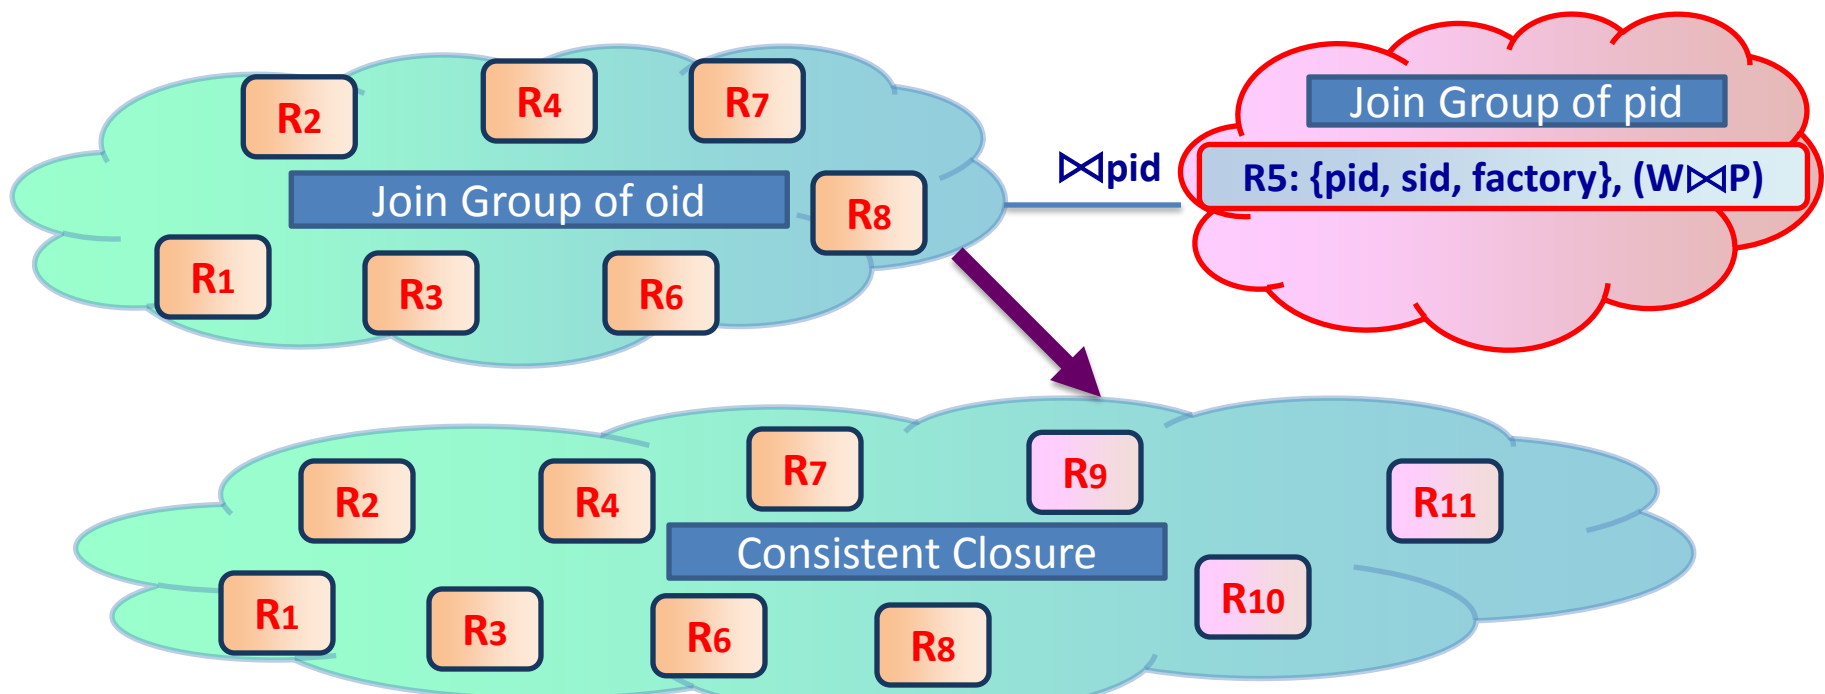 R2
R4
R7
Join Group of oid
R8
R1
R3
R6
⋈pid
Join Group of pid
R5: {pid, sid, factory}, (W⋈P)
R2
R4
R7
R9
R11
Consistent Closure
R1
R3
R6
R8
R10